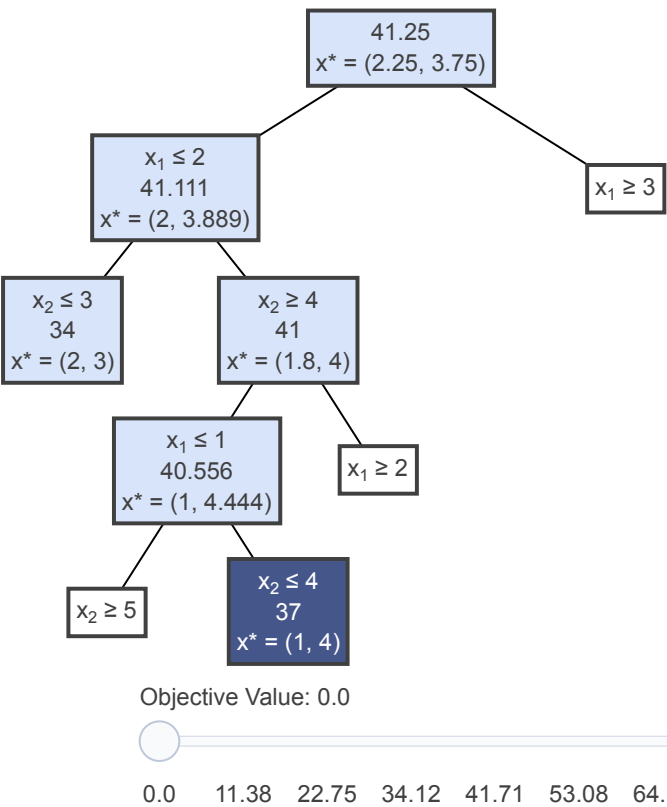 41.25
x* = (2.25, 3.75)
x₁ ≤ 2
41.111
x* = (2, 3.889)
x₁ ≥ 3
x₂ ≤ 3
34
x* = (2, 3)
x₂ ≥ 4
41
x* = (1.8, 4)
x₁ ≤ 1
40.556
x* = (1, 4.444)
x₁ ≥ 2
x₂ ≥ 5
x₂ ≤ 4
37
x* = (1, 4)
Objective Value: 0.0
0.0 11.38 22.75 34.12 41.71 53.08 64.